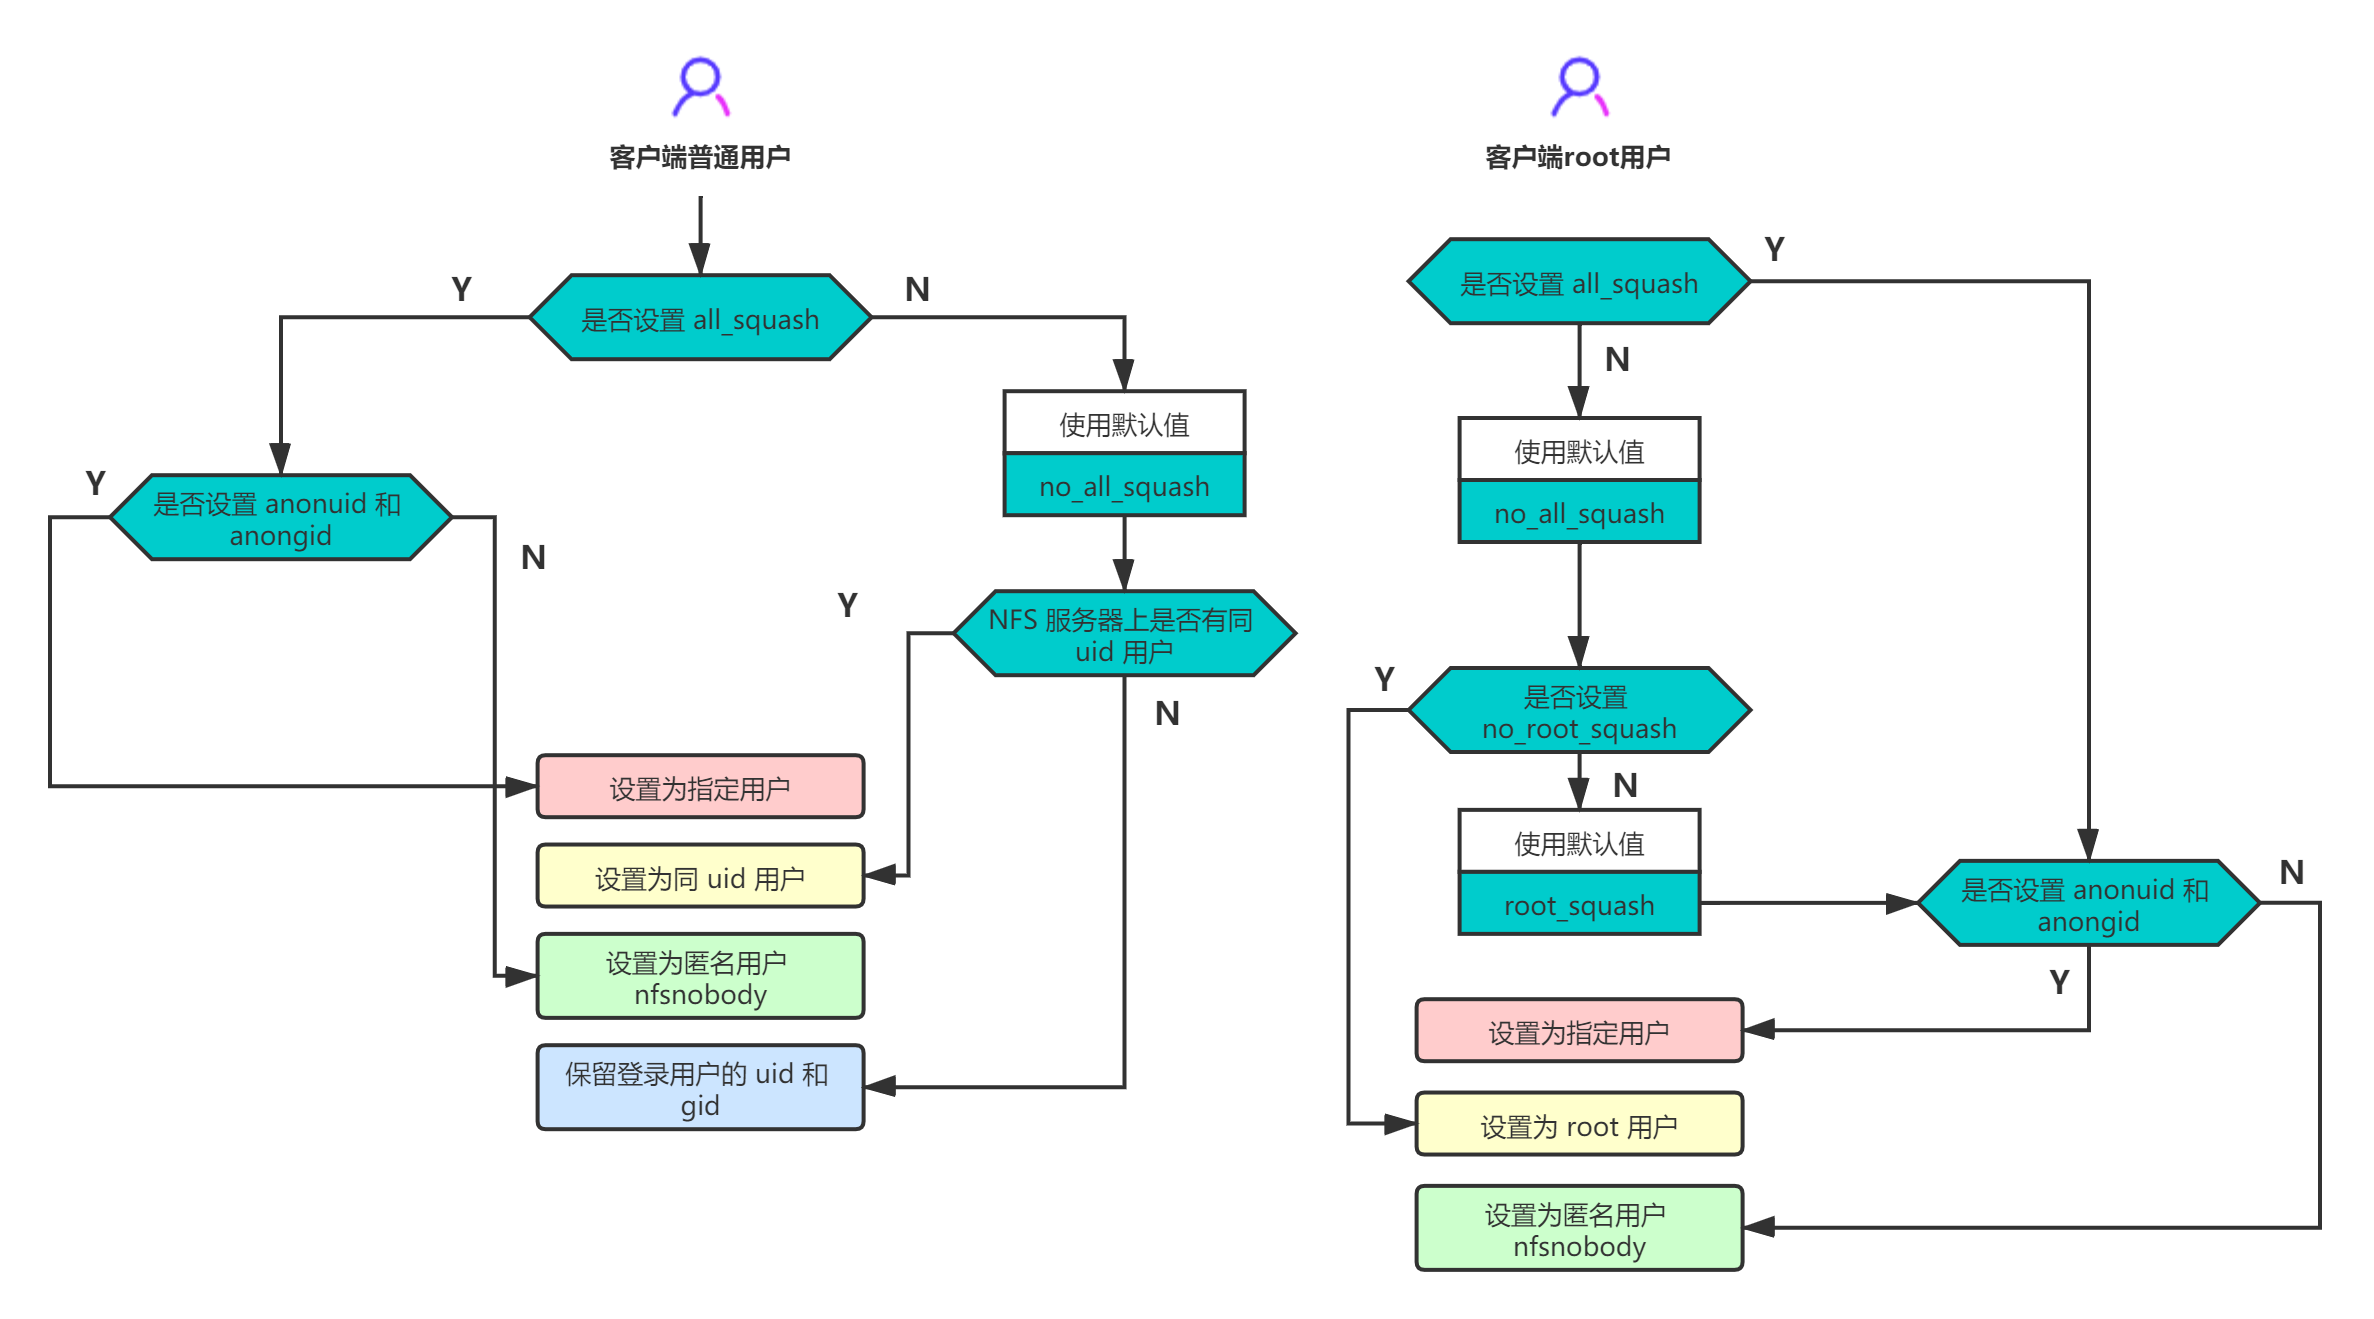 客户端普通用户
Y
是否设置 all_squash
N
使用默认值
no_all_squash
Y
是否设置 anonuid 和
anongid
N
Y
NFS 服务器上是否有同
uid 用户
N
设置为指定用户
设置为同 uid 用户
设置为匿名用户
nfsnobody
保留登录用户的 uid 和
gid
客户端root用户
是否设置 all_squash
Y
N
使用默认值
no_all_squash
Y
是否设置
no_root_squash
N
使用默认值
root_squash
是否设置 anonuid 和
anongid
N
Y
设置为指定用户
设置为 root 用户
设置为匿名用户
nfsnobody